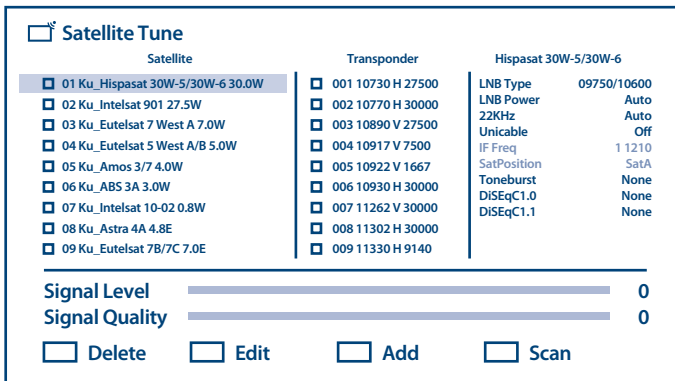 Satellite Tune
Satellite
01 Ku_Hispasat 30W-5/30W-6 30.0W
02 Ku_Intelsat 901 27.5W
03 Ku_Eutelsat 7 West A 7.0W
04 Ku_Eutelsat 5 West A/B 5.0W
05 Ku_Amos 3/7 4.0W
06 Ku_ABS 3A 3.0W
07 Ku_Intelsat 10-02 0.8W
08 Ku_Astra 4A 4.8E
09 Ku_Eutelsat 7B/7C 7.0E
Transponder
001 10730 H 27500
002 10770 H 30000
003 10890 V 27500
004 10917 V 7500
005 10922 V 1667
006 10930 H 30000
007 11262 V 30000
008 11302 H 30000
009 11330 H 9140
Hispasat 30W-5/30W-6
LNB Type 09750/10600
LNB Power Auto
22KHz Auto
Unicable Off
IF Freq 1 1210
SatPosition SatA
Toneburst None
DiSEqC1.0 None
DiSEqC1.1 None
Signal Level 0
Signal Quality 0
Delete Edit Add Scan